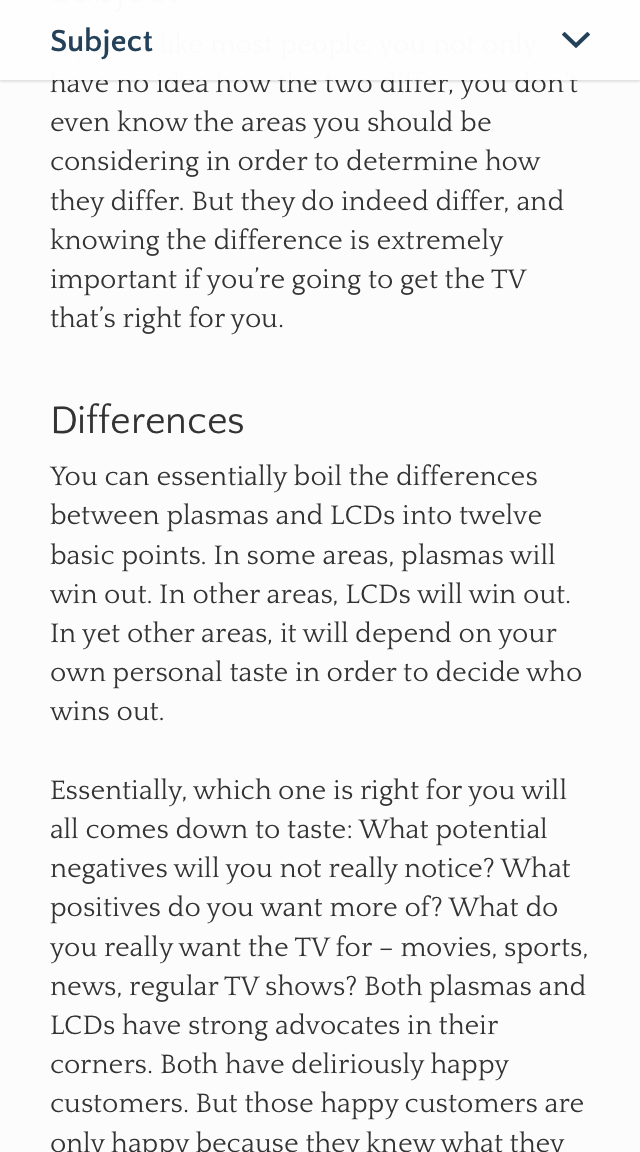 Subject
like most people you not only
have no idea how the two differ, you don't
even know the areas you should be
considering in order to determine how
they differ. But they do indeed differ, and
knowing the difference is extremely
important if you’re going to get the TV
that’s right for you.
Differences
You can essentially boil the differences
between plasmas and LCDs into twelve
basic points. In some areas, plasmas will
win out. In other areas, LCDs will win out.
In yet other areas, it will depend on your
own personal taste in order to decide who
wins out.
Essentially, which one is right for you will
all comes down to taste: What potential
negatives will you not really notice? What
positives do you want more of? What do
you really want the TV for – movies, sports,
news, regular TV shows? Both plasmas and
LCDs have strong advocates in their
corners. Both have deliriously happy
customers. But those happy customers are
only happy because they knew what they